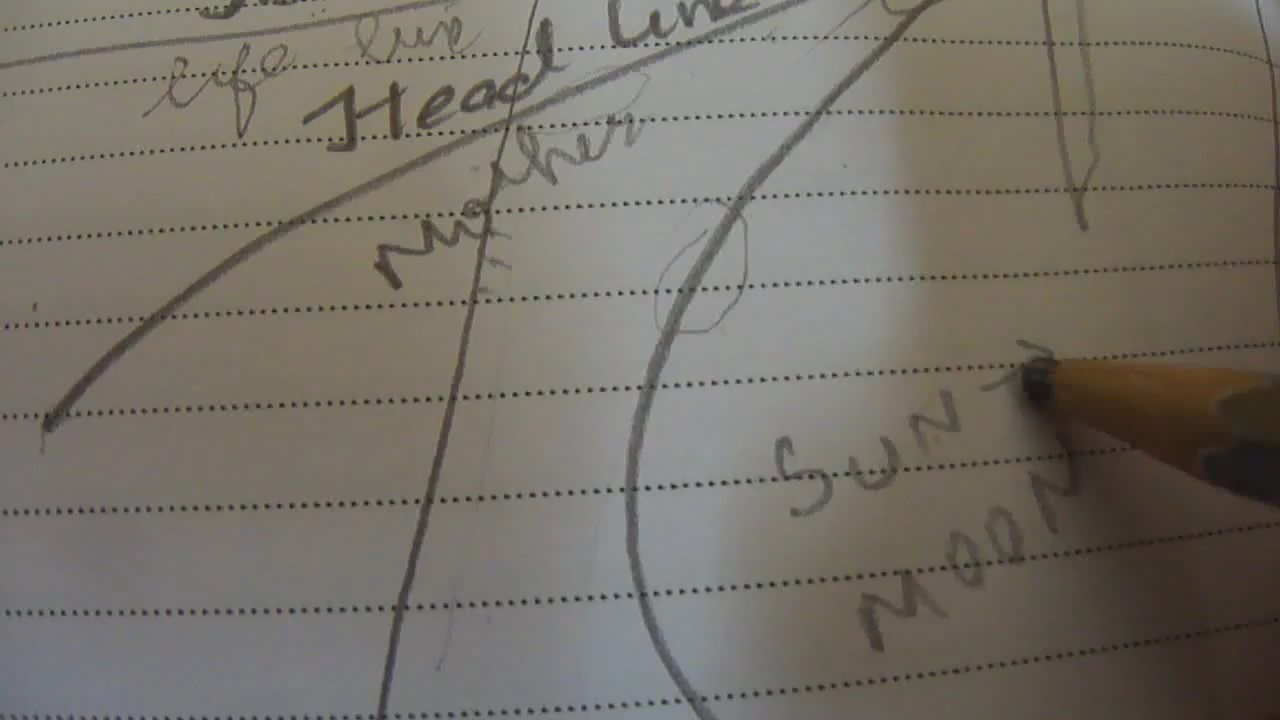 life line
Head Line
Mother
SUN
MOON